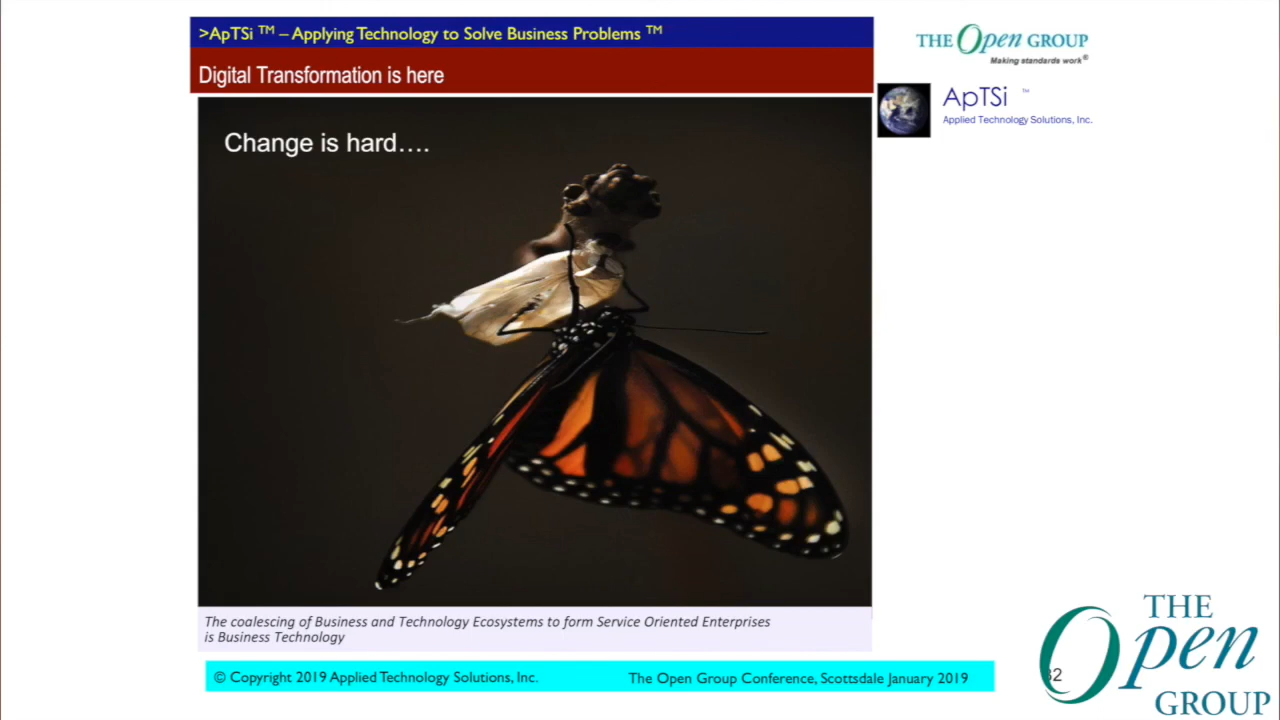 >ApTSi ™ – Applying Technology to Solve Business Problems ™
Digital Transformation is here
THE Open GROUP
Making standards work®
ApTSi ™
Applied Technology Solutions, Inc.
Change is hard….
The coalescing of Business and Technology Ecosystems to form Service Oriented Enterprises
is Business Technology
© Copyright 2019 Applied Technology Solutions, Inc.
The Open Group Conference, Scottsdale January 2019
THE
Open
GROUP